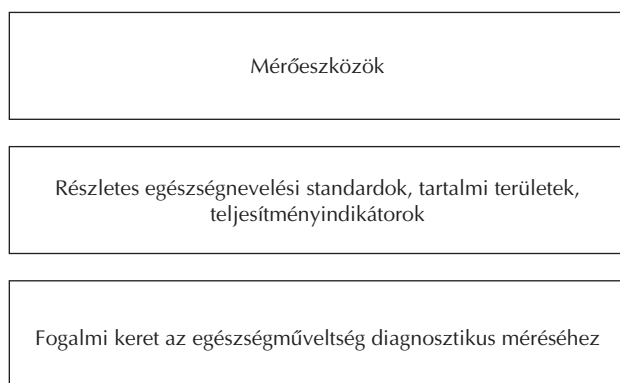 Mérőeszközök
Részletes egészségnevelési standardok, tartalmi területek,
teljesítményindikátorok
Fogalmi keret az egészségműveltség diagnosztikus méréséhez